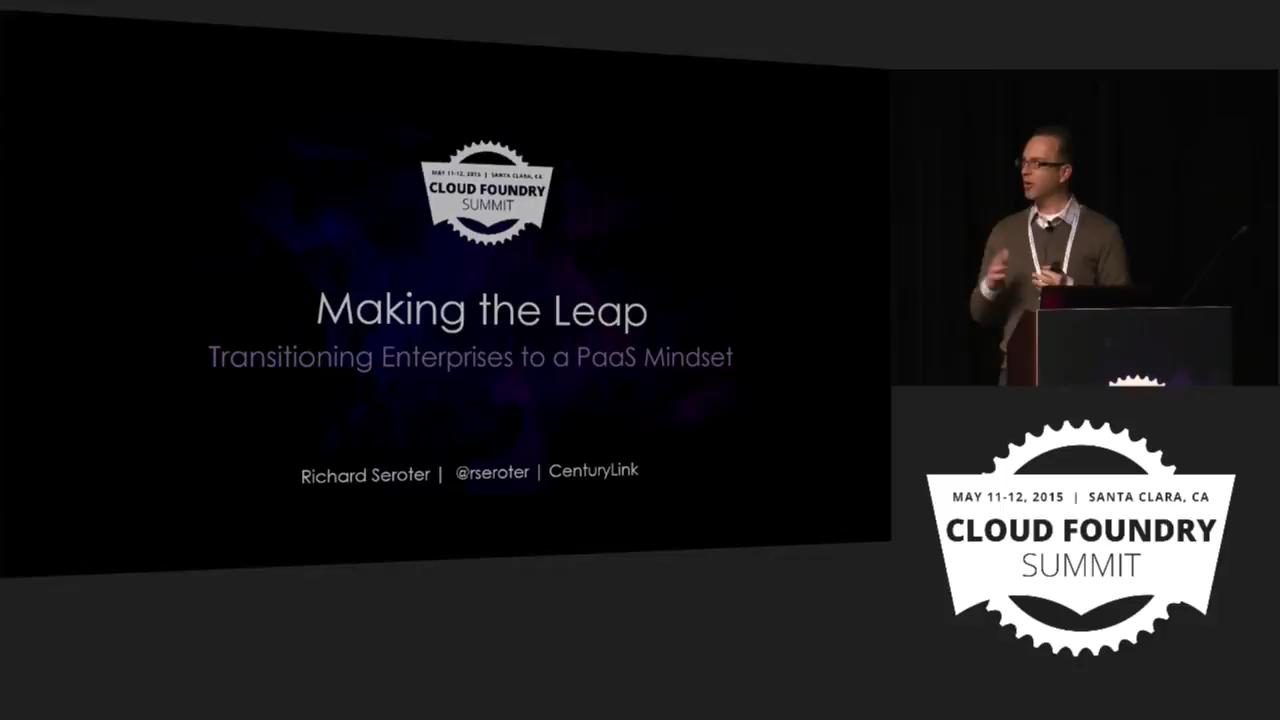 MAY 11-12, 2015 | SANTA CLARA, CA
CLOUD FOUNDRY
SUMMIT
Making the Leap
Transitioning Enterprises to a PaaS Mindset
Richard Seroter | @rseroter | CenturyLink
MAY 11-12, 2015 | SANTA CLARA, CA
CLOUD FOUNDRY
SUMMIT